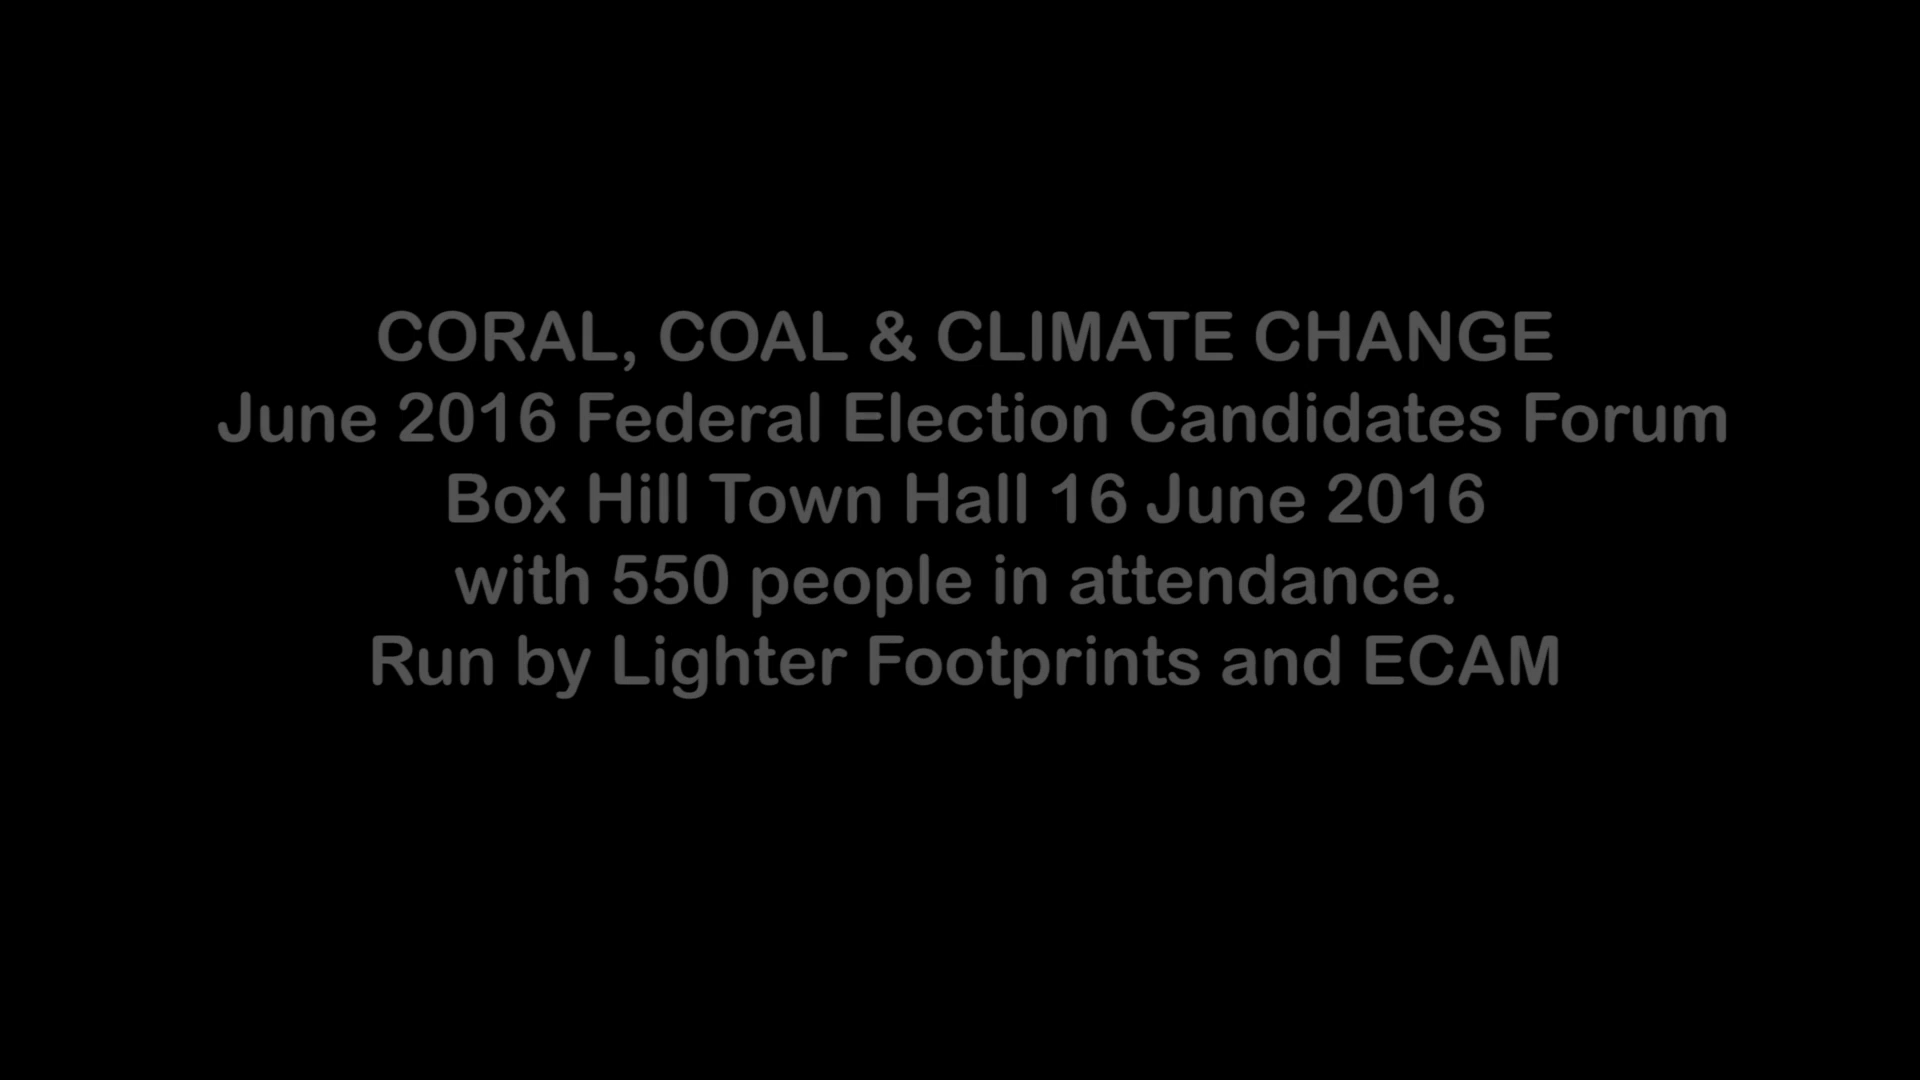 CORAL, COAL & CLIMATE CHANGE
June 2016 Federal Election Candidates Forum
Box Hill Town Hall 16 June 2016
with 550 people in attendance.
Run by Lighter Footprints and ECAM